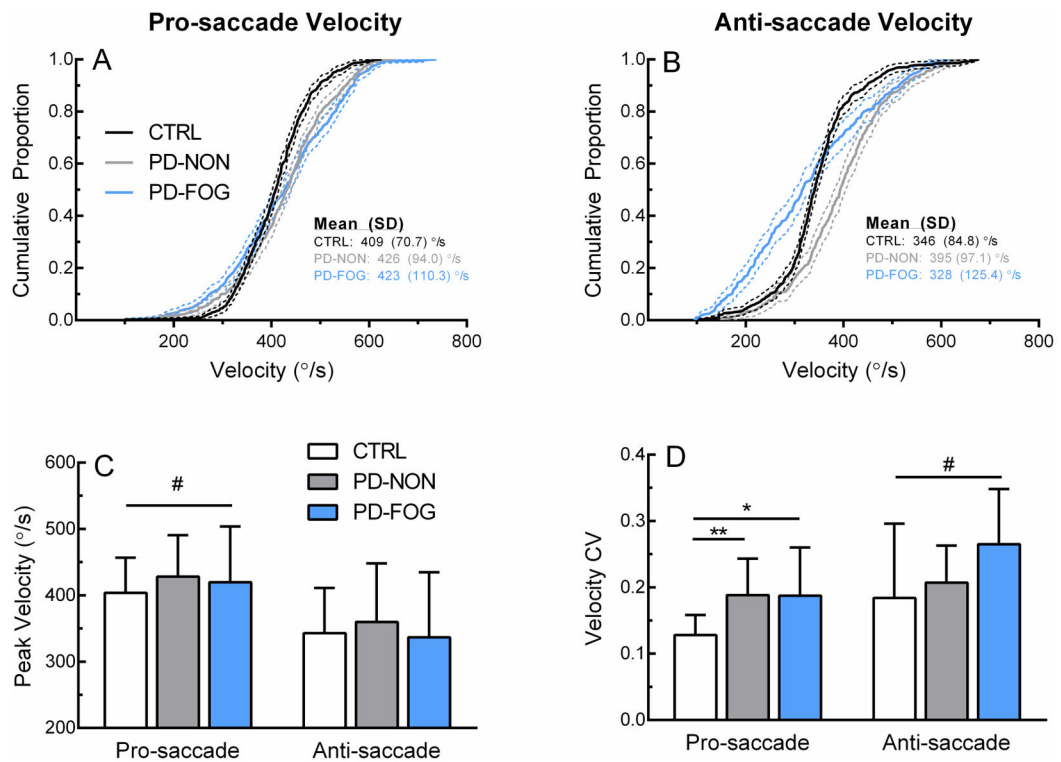 Pro-saccade Velocity
Anti-saccade Velocity
A
Cumulative Proportion
1.0
0.8
0.6
0.4
0.2
0.0
CTRL
PD-NON
PD-FOG
Mean (SD)
CTRL: 409 (70.7) °/s
PD-NON: 426 (94.0) °/s
PD-FOG: 423 (110.3) °/s
200
400
600
800
Velocity (°/s)
B
Cumulative Proportion
1.0
0.8
0.6
0.4
0.2
0.0
Mean (SD)
CTRL: 346 (84.8) °/s
PD-NON: 395 (97.1) °/s
PD-FOG: 328 (125.4) °/s
200
400
600
800
Velocity (°/s)
C
Peak Velocity (°/s)
600
500
400
300
200
#
CTRL
PD-NON
PD-FOG
Pro-saccade
Anti-saccade
D
Velocity CV
0.4
0.3
0.2
0.1
0.0
*
**
#
Pro-saccade
Anti-saccade